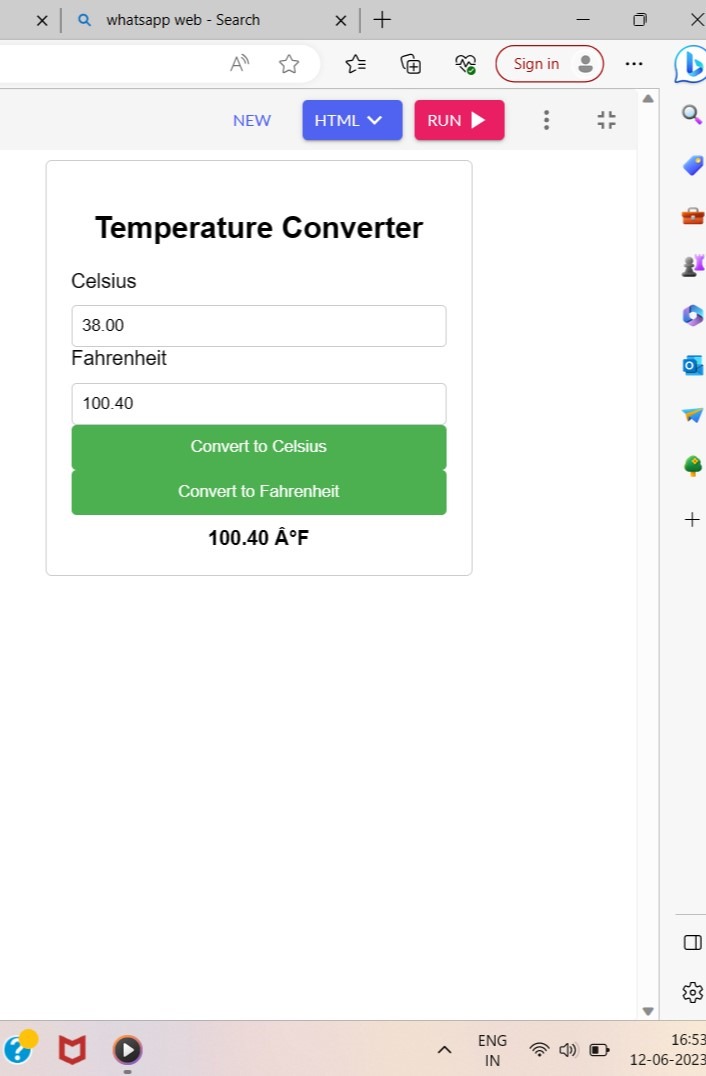 whatsapp web - Search
Sign in
NEW
HTML
RUN
Temperature Converter
Celsius
38.00
Fahrenheit
100.40
Convert to Celsius
Convert to Fahrenheit
100.40 Â°F
ENG
IN
16:53
12-06-2023